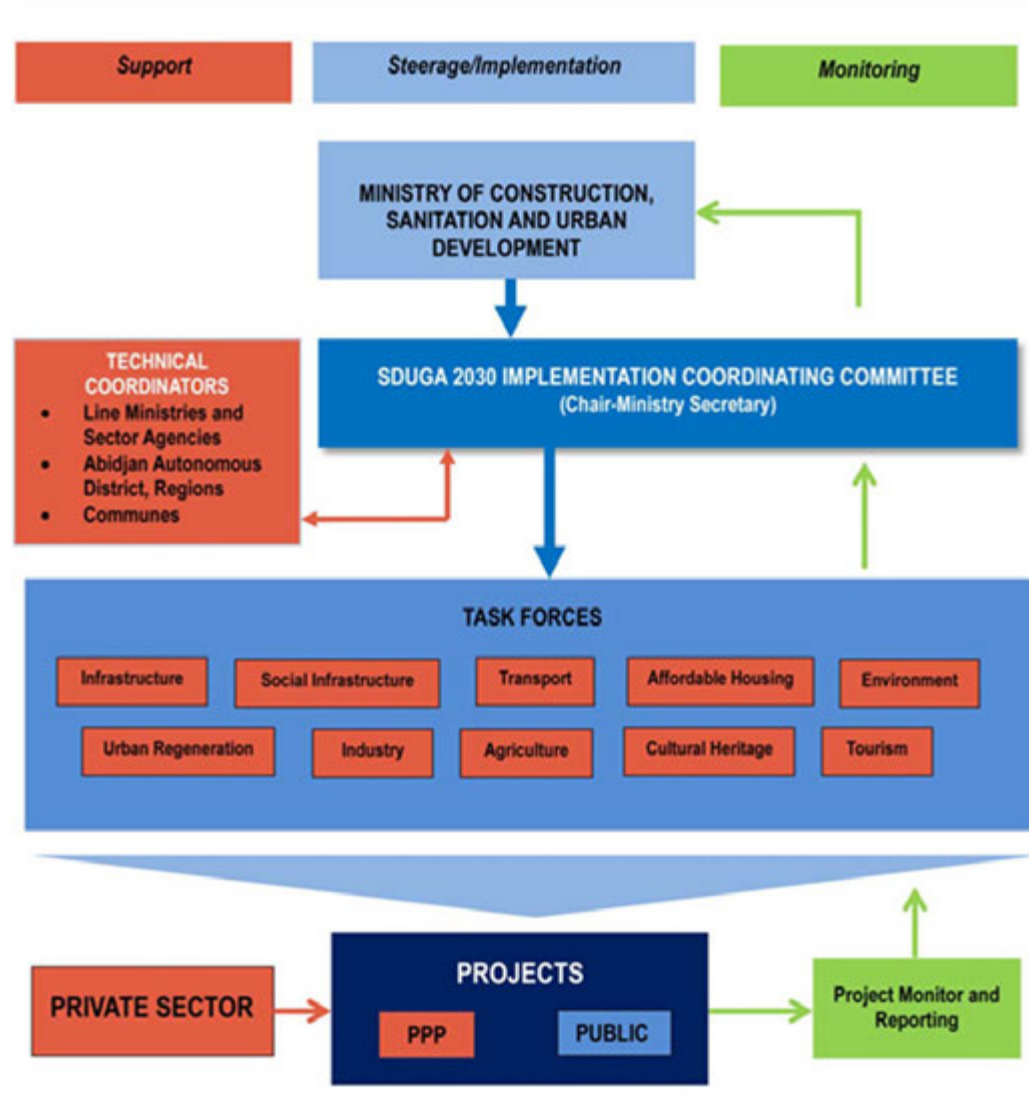 Support
Steerage/Implementation
Monitoring
MINISTRY OF CONSTRUCTION,
SANITATION AND URBAN
DEVELOPMENT
TECHNICAL
COORDINATORS
• Line Ministries and
Sector Agencies
• Abidjan Autonomous
District, Regions
• Communes
SDUGA 2030 IMPLEMENTATION COORDINATING COMMITTEE
(Chair-Ministry Secretary)
TASK FORCES
Infrastructure
Social Infrastructure
Transport
Affordable Housing
Environment
Urban Regeneration
Industry
Agriculture
Cultural Heritage
Tourism
PRIVATE SECTOR
PROJECTS
PPP
PUBLIC
Project Monitor and
Reporting